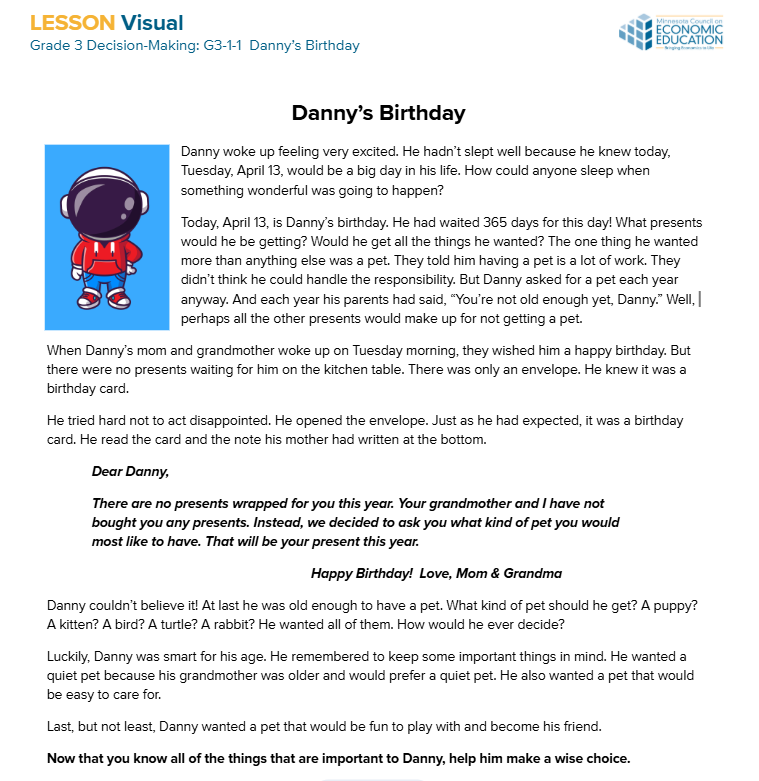 LESSON Visual
Grade 3 Decision-Making: G3-1-1  Danny’s Birthday
Minnesota Council on
ECONOMIC
EDUCATION
Bringing Economics to Life
Danny’s Birthday
Danny woke up feeling very excited. He hadn’t slept well because he knew today,
Tuesday, April 13, would be a big day in his life. How could anyone sleep when
something wonderful was going to happen?
Today, April 13, is Danny’s birthday. He had waited 365 days for this day! What presents
would he be getting? Would he get all the things he wanted? The one thing he wanted
more than anything else was a pet. They told him having a pet is a lot of work. They
didn’t think he could handle the responsibility. But Danny asked for a pet each year
anyway. And each year his parents had said, “You’re not old enough yet, Danny.” Well,
perhaps all the other presents would make up for not getting a pet.
When Danny’s mom and grandmother woke up on Tuesday morning, they wished him a happy birthday. But
there were no presents waiting for him on the kitchen table. There was only an envelope. He knew it was a
birthday card.
He tried hard not to act disappointed. He opened the envelope. Just as he had expected, it was a birthday
card. He read the card and the note his mother had written at the bottom.
Dear Danny,
There are no presents wrapped for you this year. Your grandmother and I have not
bought you any presents. Instead, we decided to ask you what kind of pet you would
most like to have. That will be your present this year.
Happy Birthday!  Love, Mom & Grandma
Danny couldn’t believe it! At last he was old enough to have a pet. What kind of pet should he get? A puppy?
A kitten? A bird? A turtle? A rabbit? He wanted all of them. How would he ever decide?
Luckily, Danny was smart for his age. He remembered to keep some important things in mind. He wanted a
quiet pet because his grandmother was older and would prefer a quiet pet. He also wanted a pet that would
be easy to care for.
Last, but not least, Danny wanted a pet that would be fun to play with and become his friend.
Now that you know all of the things that are important to Danny, help him make a wise choice.